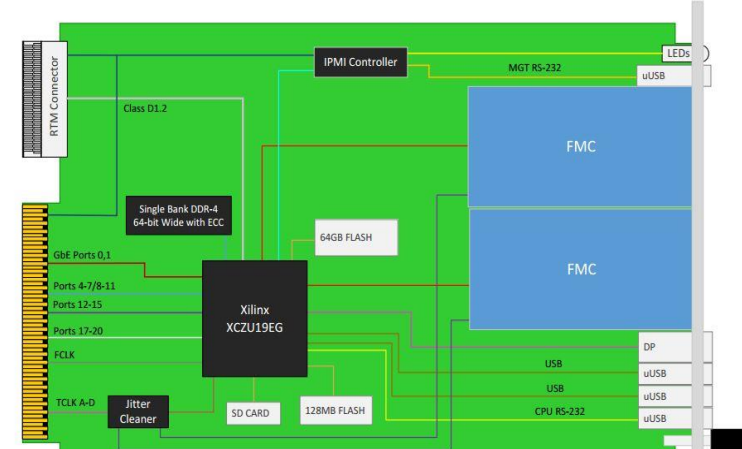 LEDs
IPMI Controller
MGT RS-232
uUSB
RTM Connector
Class D1.2
FMC
Single Bank DDR-4
64-bit Wide with ECC
64GB FLASH
GbE Ports 0,1
FMC
Ports 4-7/8-11
Xilinx
XCZU19EG
Ports 12-15
Ports 17-20
DP
FCLK
USB
uUSB
USB
uUSB
TCLK A-D
Jitter
Cleaner
SD CARD
128MB FLASH
CPU RS-232
uUSB